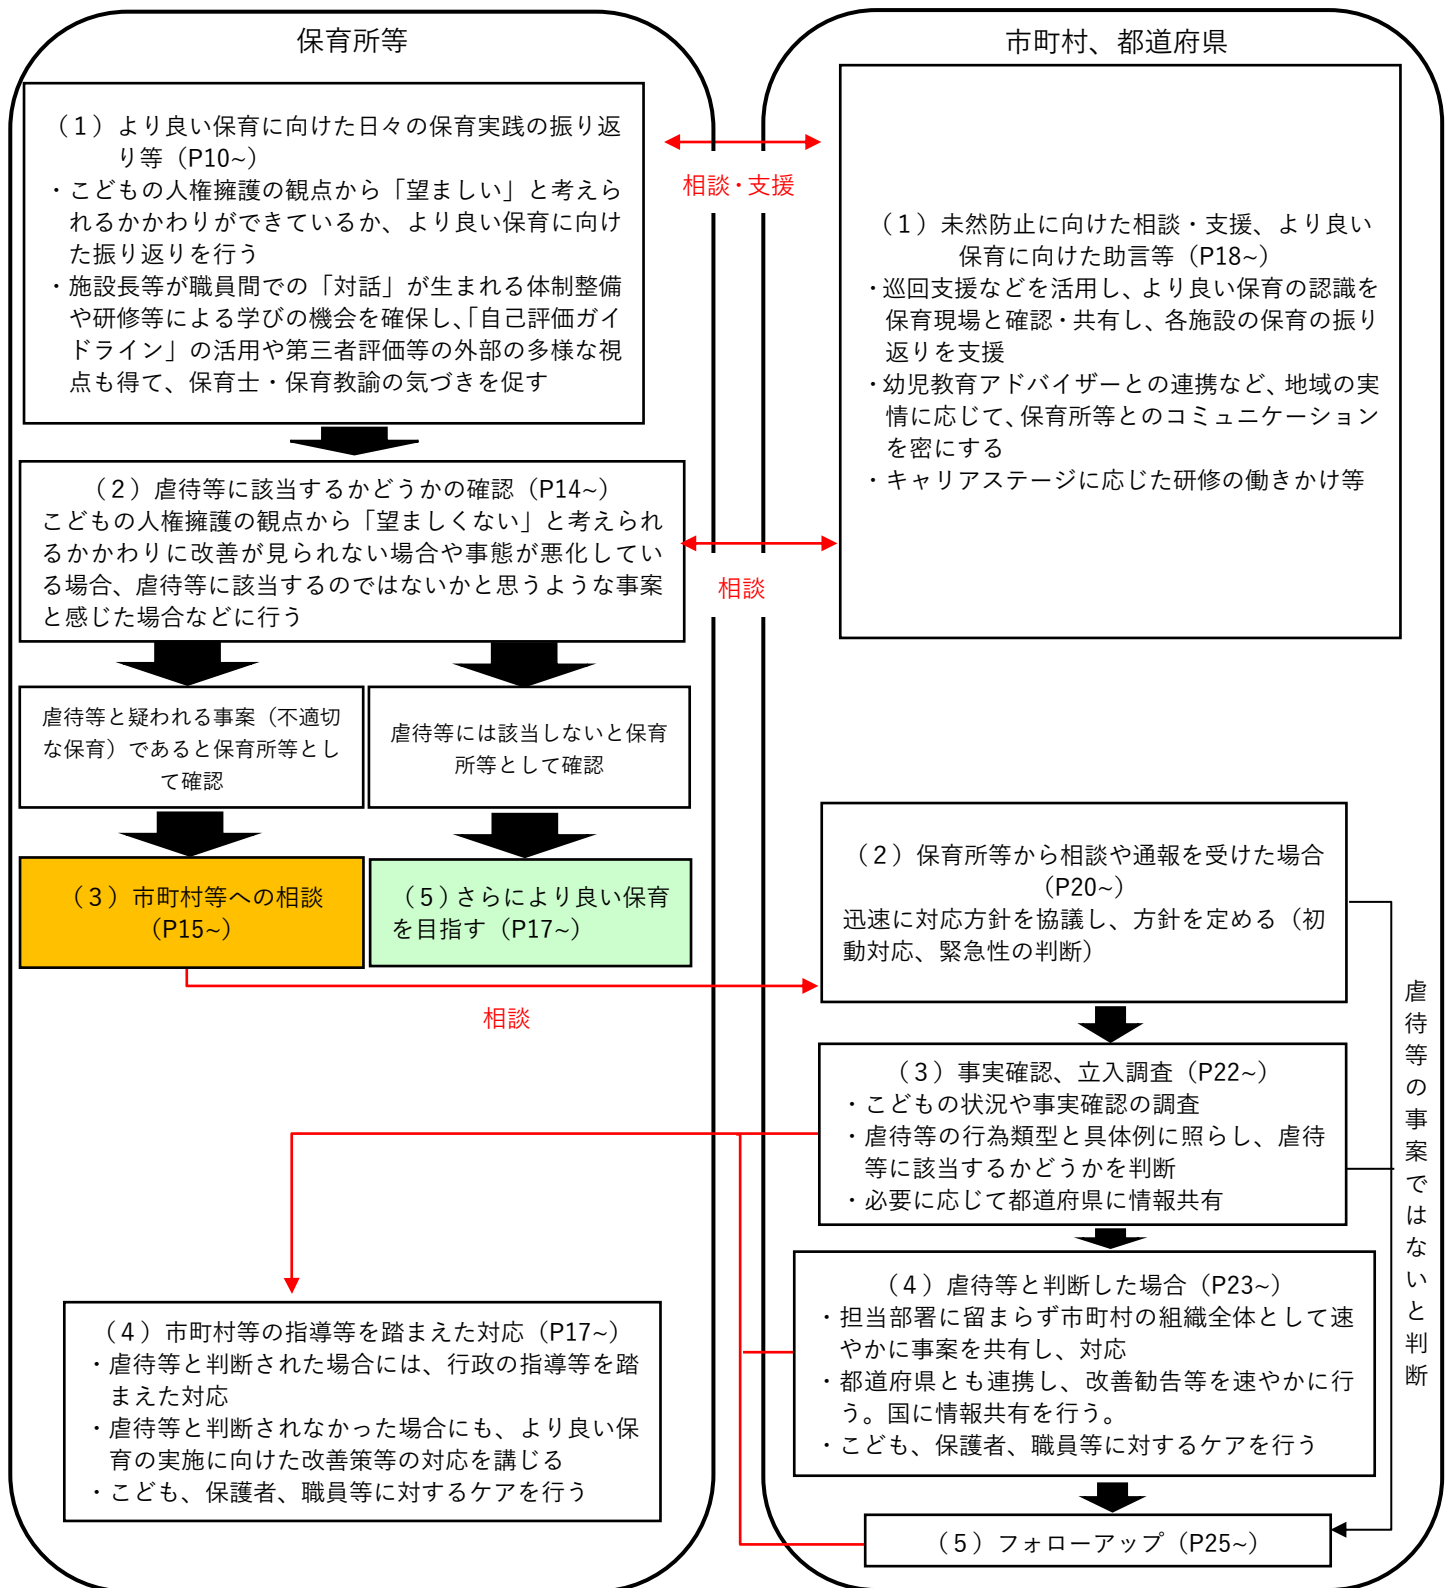 保育所等
（１）より良い保育に向けた日々の保育実践の振り返
り等（P10~）
・こどもの人権擁護の観点から「望ましい」と考えら
れるかかわりができているか、より良い保育に向け
た振り返りを行う
・施設長等が職員間での「対話」が生まれる体制整備
や研修等による学びの機会を確保し、「自己評価ガイ
ドライン」の活用や第三者評価等の外部の多様な視
点も得て、保育士・保育教諭の気づきを促す
（２）虐待等に該当するかどうかの確認（P14~）
こどもの人権擁護の観点から「望ましくない」と考えられ
るかかわりに改善が見られない場合や事態が悪化してい
る場合、虐待等に該当するのではないかと思うような事案
と感じた場合などに行う
虐待等と疑われる事案（不適切
な保育）であると保育所等とし
て確認
虐待等には該当しないと保育
所等として確認
（３）市町村等への相談
（P15~）
（５）さらにより良い保育
を目指す（P17~）
（４）市町村等の指導等を踏まえた対応（P17~）
・虐待等と判断された場合には、行政の指導等を踏
まえた対応
・虐待等と判断されなかった場合にも、より良い保
育の実施に向けた改善策等の対応を講じる
・こども、保護者、職員等に対するケアを行う
相談・支援
相談
相談
市町村、都道府県
（１）未然防止に向けた相談・支援、より良い
保育に向けた助言等（P18~）
・巡回支援などを活用し、より良い保育の認識を
保育現場と確認・共有し、各施設の保育の振り
返りを支援
・幼児教育アドバイザーとの連携など、地域の実
情に応じて、保育所等とのコミュニケーション
を密にする
・キャリアステージに応じた研修の働きかけ等
（２）保育所等から相談や通報を受けた場合
（P20~）
迅速に対応方針を協議し、方針を定める（初
動対応、緊急性の判断）
（３）事実確認、立入調査（P22~）
・こどもの状況や事実確認の調査
・虐待等の行為類型と具体例に照らし、虐待
等に該当するかどうかを判断
・必要に応じて都道府県に情報共有
（４）虐待等と判断した場合（P23~）
・担当部署に留まらず市町村の組織全体として速
やかに事案を共有し、対応
・都道府県とも連携し、改善勧告等を速やかに行
う。国に情報共有を行う。
・こども、保護者、職員等に対するケアを行う
（５）フォローアップ（P25~）
虐待等の事案ではないと判断